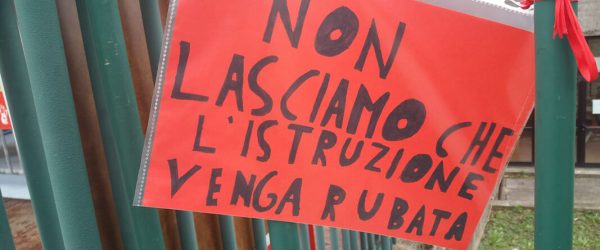 NON
LASCIAMO CHE
L'ISTRUZIONE
VENGA RUBATA